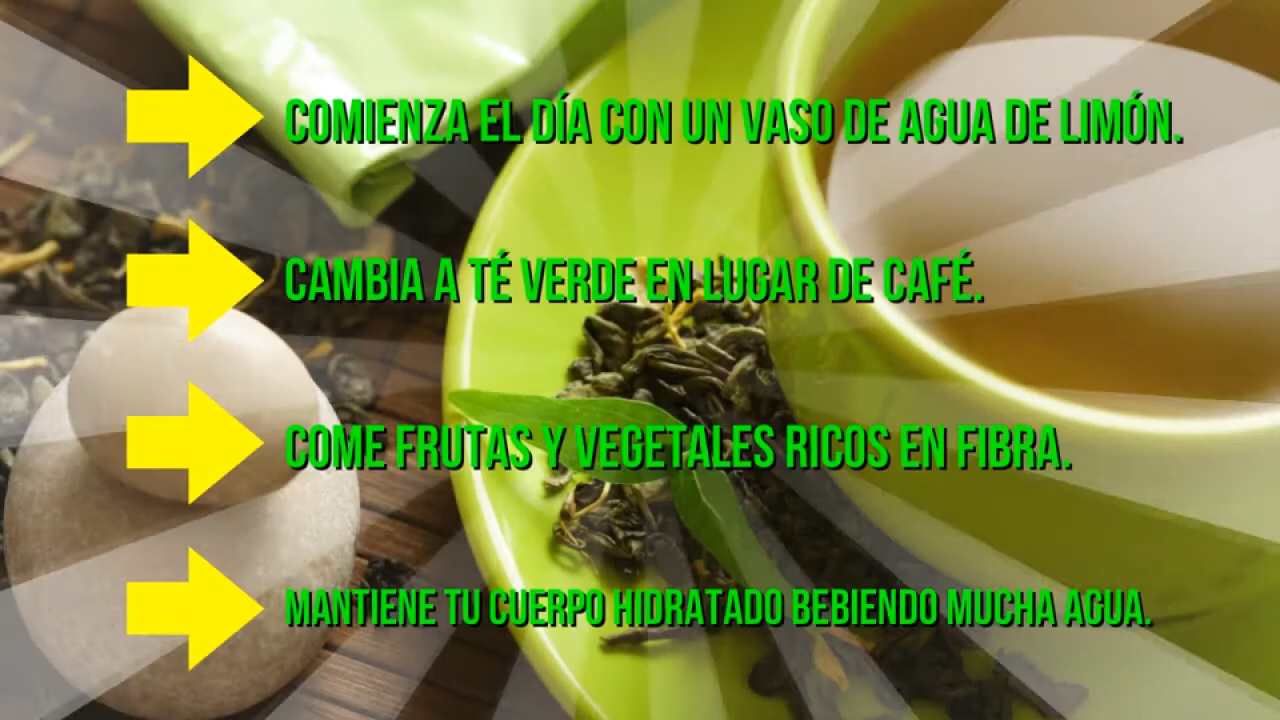 COMIENZA EL DÍA CON UN VASO DE AGUA DE LIMÓN.
CAMBIA A TÉ VERDE EN LUGAR DE CAFÉ.
COME FRUTAS Y VEGETALES RICOS EN FIBRA.
MANTIENE TU CUERPO HIDRATADO BEBIENDO MUCHA AGUA.